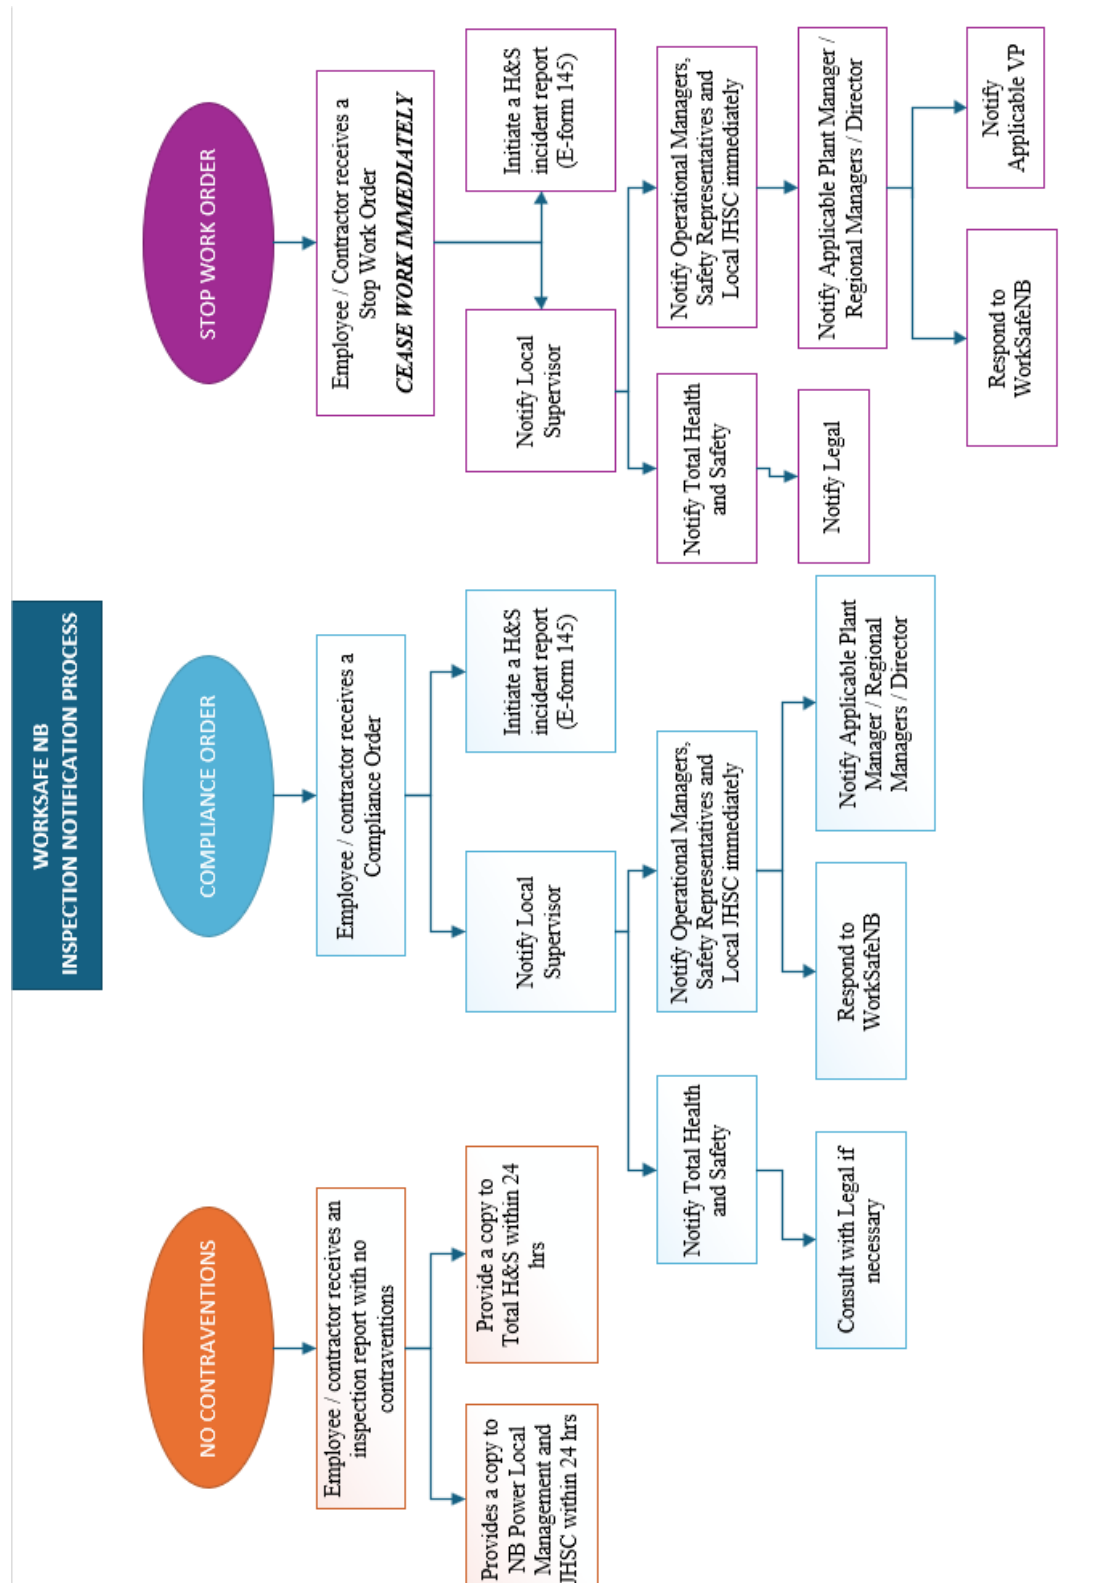 WORKSAFE NB
INSPECTION NOTIFICATION PROCESS
NO CONTRAVENTIONS
Employee / contractor receives an
inspection report with no
contraventions
Provides a copy to
NB Power Local
Management and
JHSC within 24 hrs
Provide a copy to
Total H&S within 24
hrs
COMPLIANCE ORDER
Employee / contractor receives a
Compliance Order
Notify Local
Supervisor
Initiate a H&S
incident report
(E-form 145)
Notify Total Health
and Safety
Notify Operational Managers,
Safety Representatives and
Local JHSC immediately
Consult with Legal if
necessary
Respond to
WorkSafeNB
Notify Applicable Plant
Manager / Regional
Managers / Director
STOP WORK ORDER
Employee / Contractor receives a
Stop Work Order
CEASE WORK IMMEDIATELY
Notify Local
Supervisor
Initiate a H&S
incident report
(E-form 145)
Notify Total Health
and Safety
Notify Operational Managers,
Safety Representatives and
Local JHSC immediately
Notify Legal
Notify Applicable Plant Manager /
Regional Managers / Director
Respond to
WorkSafeNB
Notify
Applicable VP